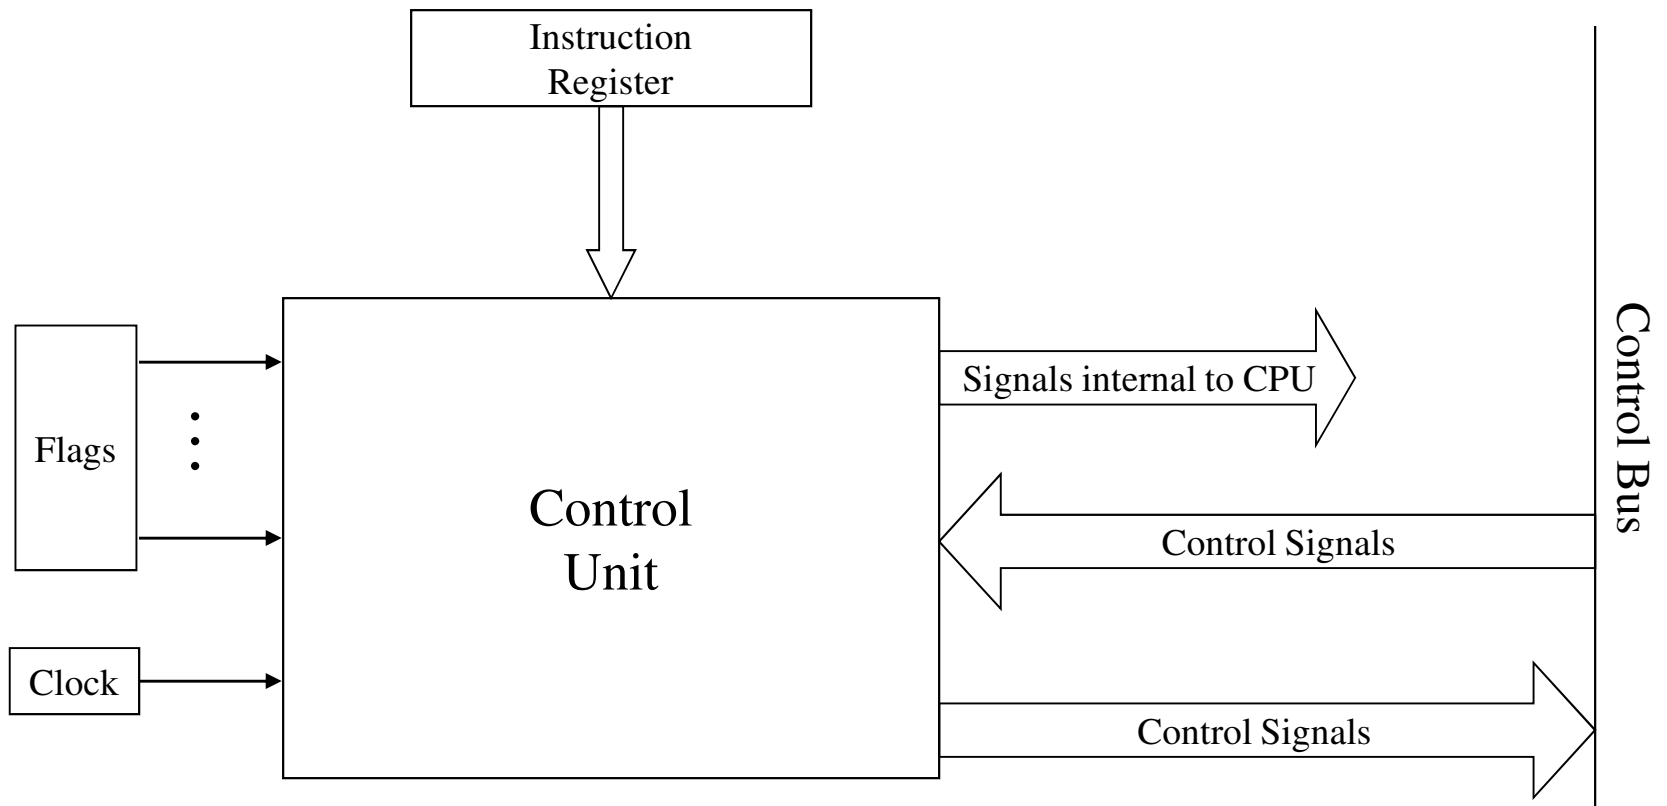 Instruction
Register
Flags
Clock
Control
Unit
Signals internal to CPU
Control Signals
Control Signals
Control Bus